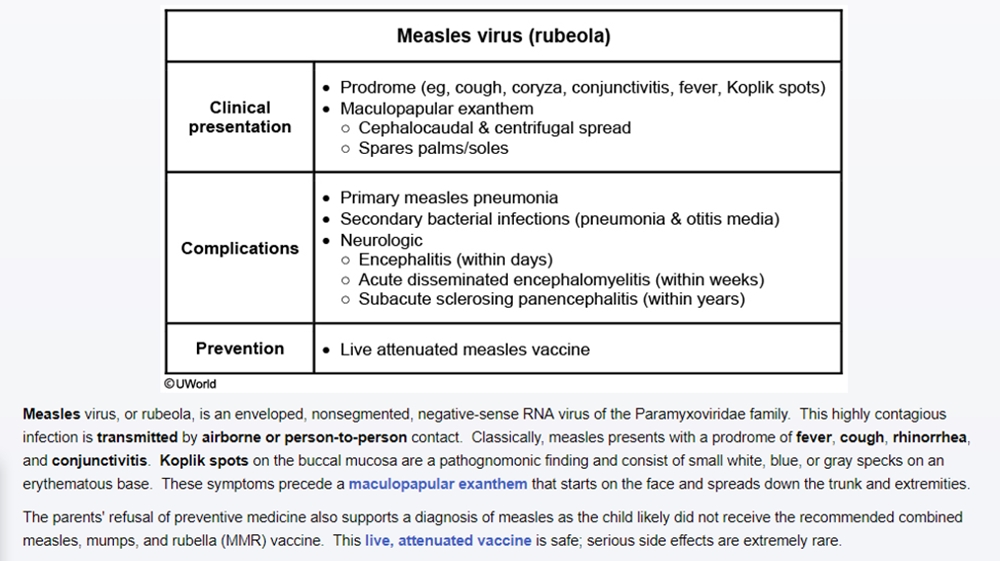 Measles virus (rubeola)
Clinical
presentation
• Prodrome (eg, cough, coryza, conjunctivitis, fever, Koplik spots)
• Maculopapular exanthem
○ Cephalocaudal & centrifugal spread
○ Spares palms/soles
Complications
• Primary measles pneumonia
• Secondary bacterial infections (pneumonia & otitis media)
• Neurologic
○ Encephalitis (within days)
○ Acute disseminated encephalomyelitis (within weeks)
○ Subacute sclerosing panencephalitis (within years)
Prevention
• Live attenuated measles vaccine
©UWorld
Measles virus, or rubeola, is an enveloped, nonsegmented, negative-sense RNA virus of the Paramyxoviridae family. This highly contagious
infection is transmitted by airborne or person-to-person contact. Classically, measles presents with a prodrome of fever, cough, rhinorrhea,
and conjunctivitis. Koplik spots on the buccal mucosa are a pathognomonic finding and consist of small white, blue, or gray specks on an
erythematous base. These symptoms precede a maculopapular exanthem that starts on the face and spreads down the trunk and extremities.
The parents' refusal of preventive medicine also supports a diagnosis of measles as the child likely did not receive the recommended combined
measles, mumps, and rubella (MMR) vaccine. This live, attenuated vaccine is safe; serious side effects are extremely rare.